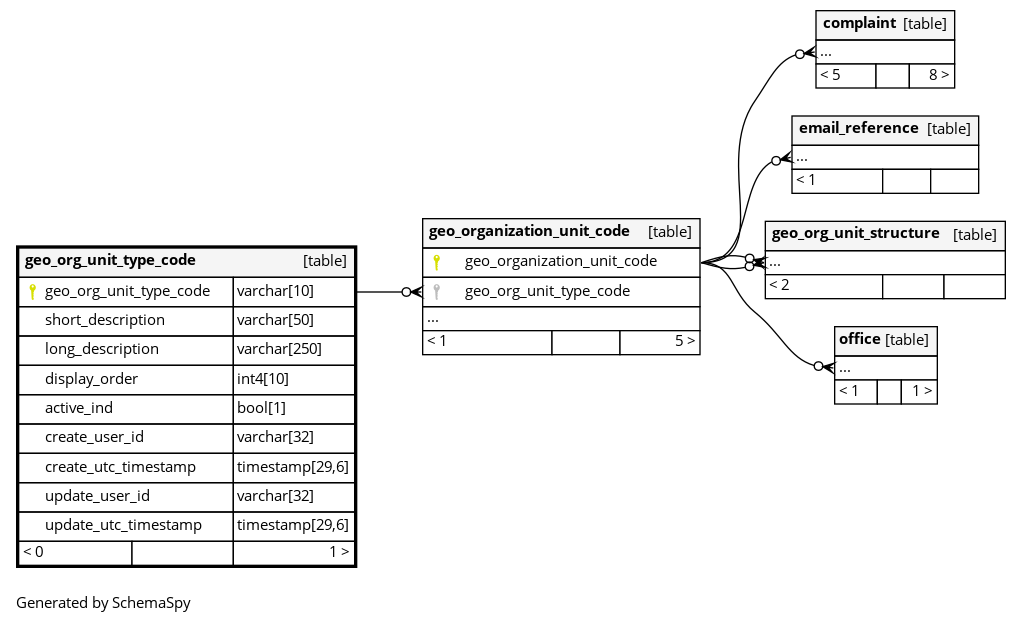 complaint [table]
...
< 5 8 >
email_reference [table]
...
< 1
geo_organization_unit_code [table]
geo_organization_unit_code
geo_org_unit_type_code
...
< 1 5 >
geo_org_unit_structure [table]
...
< 2
geo_org_unit_type_code [table]
geo_org_unit_type_code varchar[10]
short_description varchar[50]
long_description varchar[250]
display_order int4[10]
active_ind bool[1]
create_user_id varchar[32]
create_utc_timestamp timestamp[29,6]
update_user_id varchar[32]
update_utc_timestamp timestamp[29,6]
< 0 1 >
office [table]
...
< 1 1 >
Generated by SchemaSpy